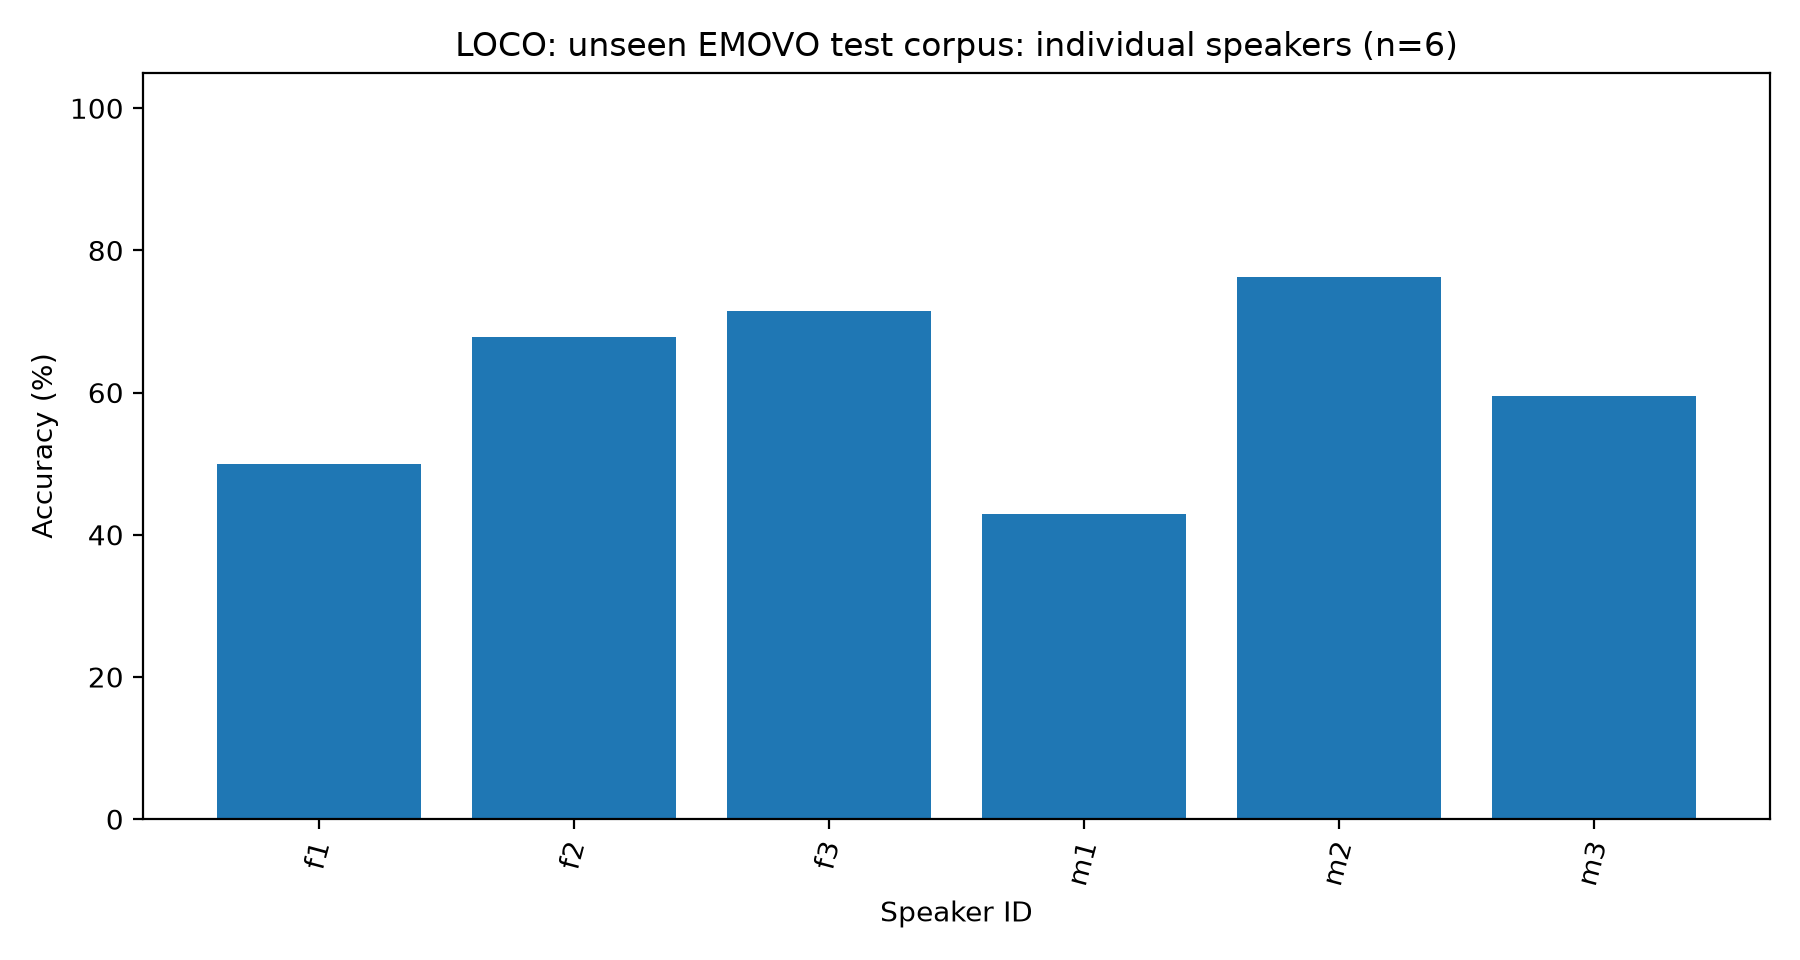 LOCO: unseen EMOVO test corpus: individual speakers (n=6)
Accuracy (%)
100
80
60
40
20
0
f1
f2
f3
m1
m2
m3
Speaker ID